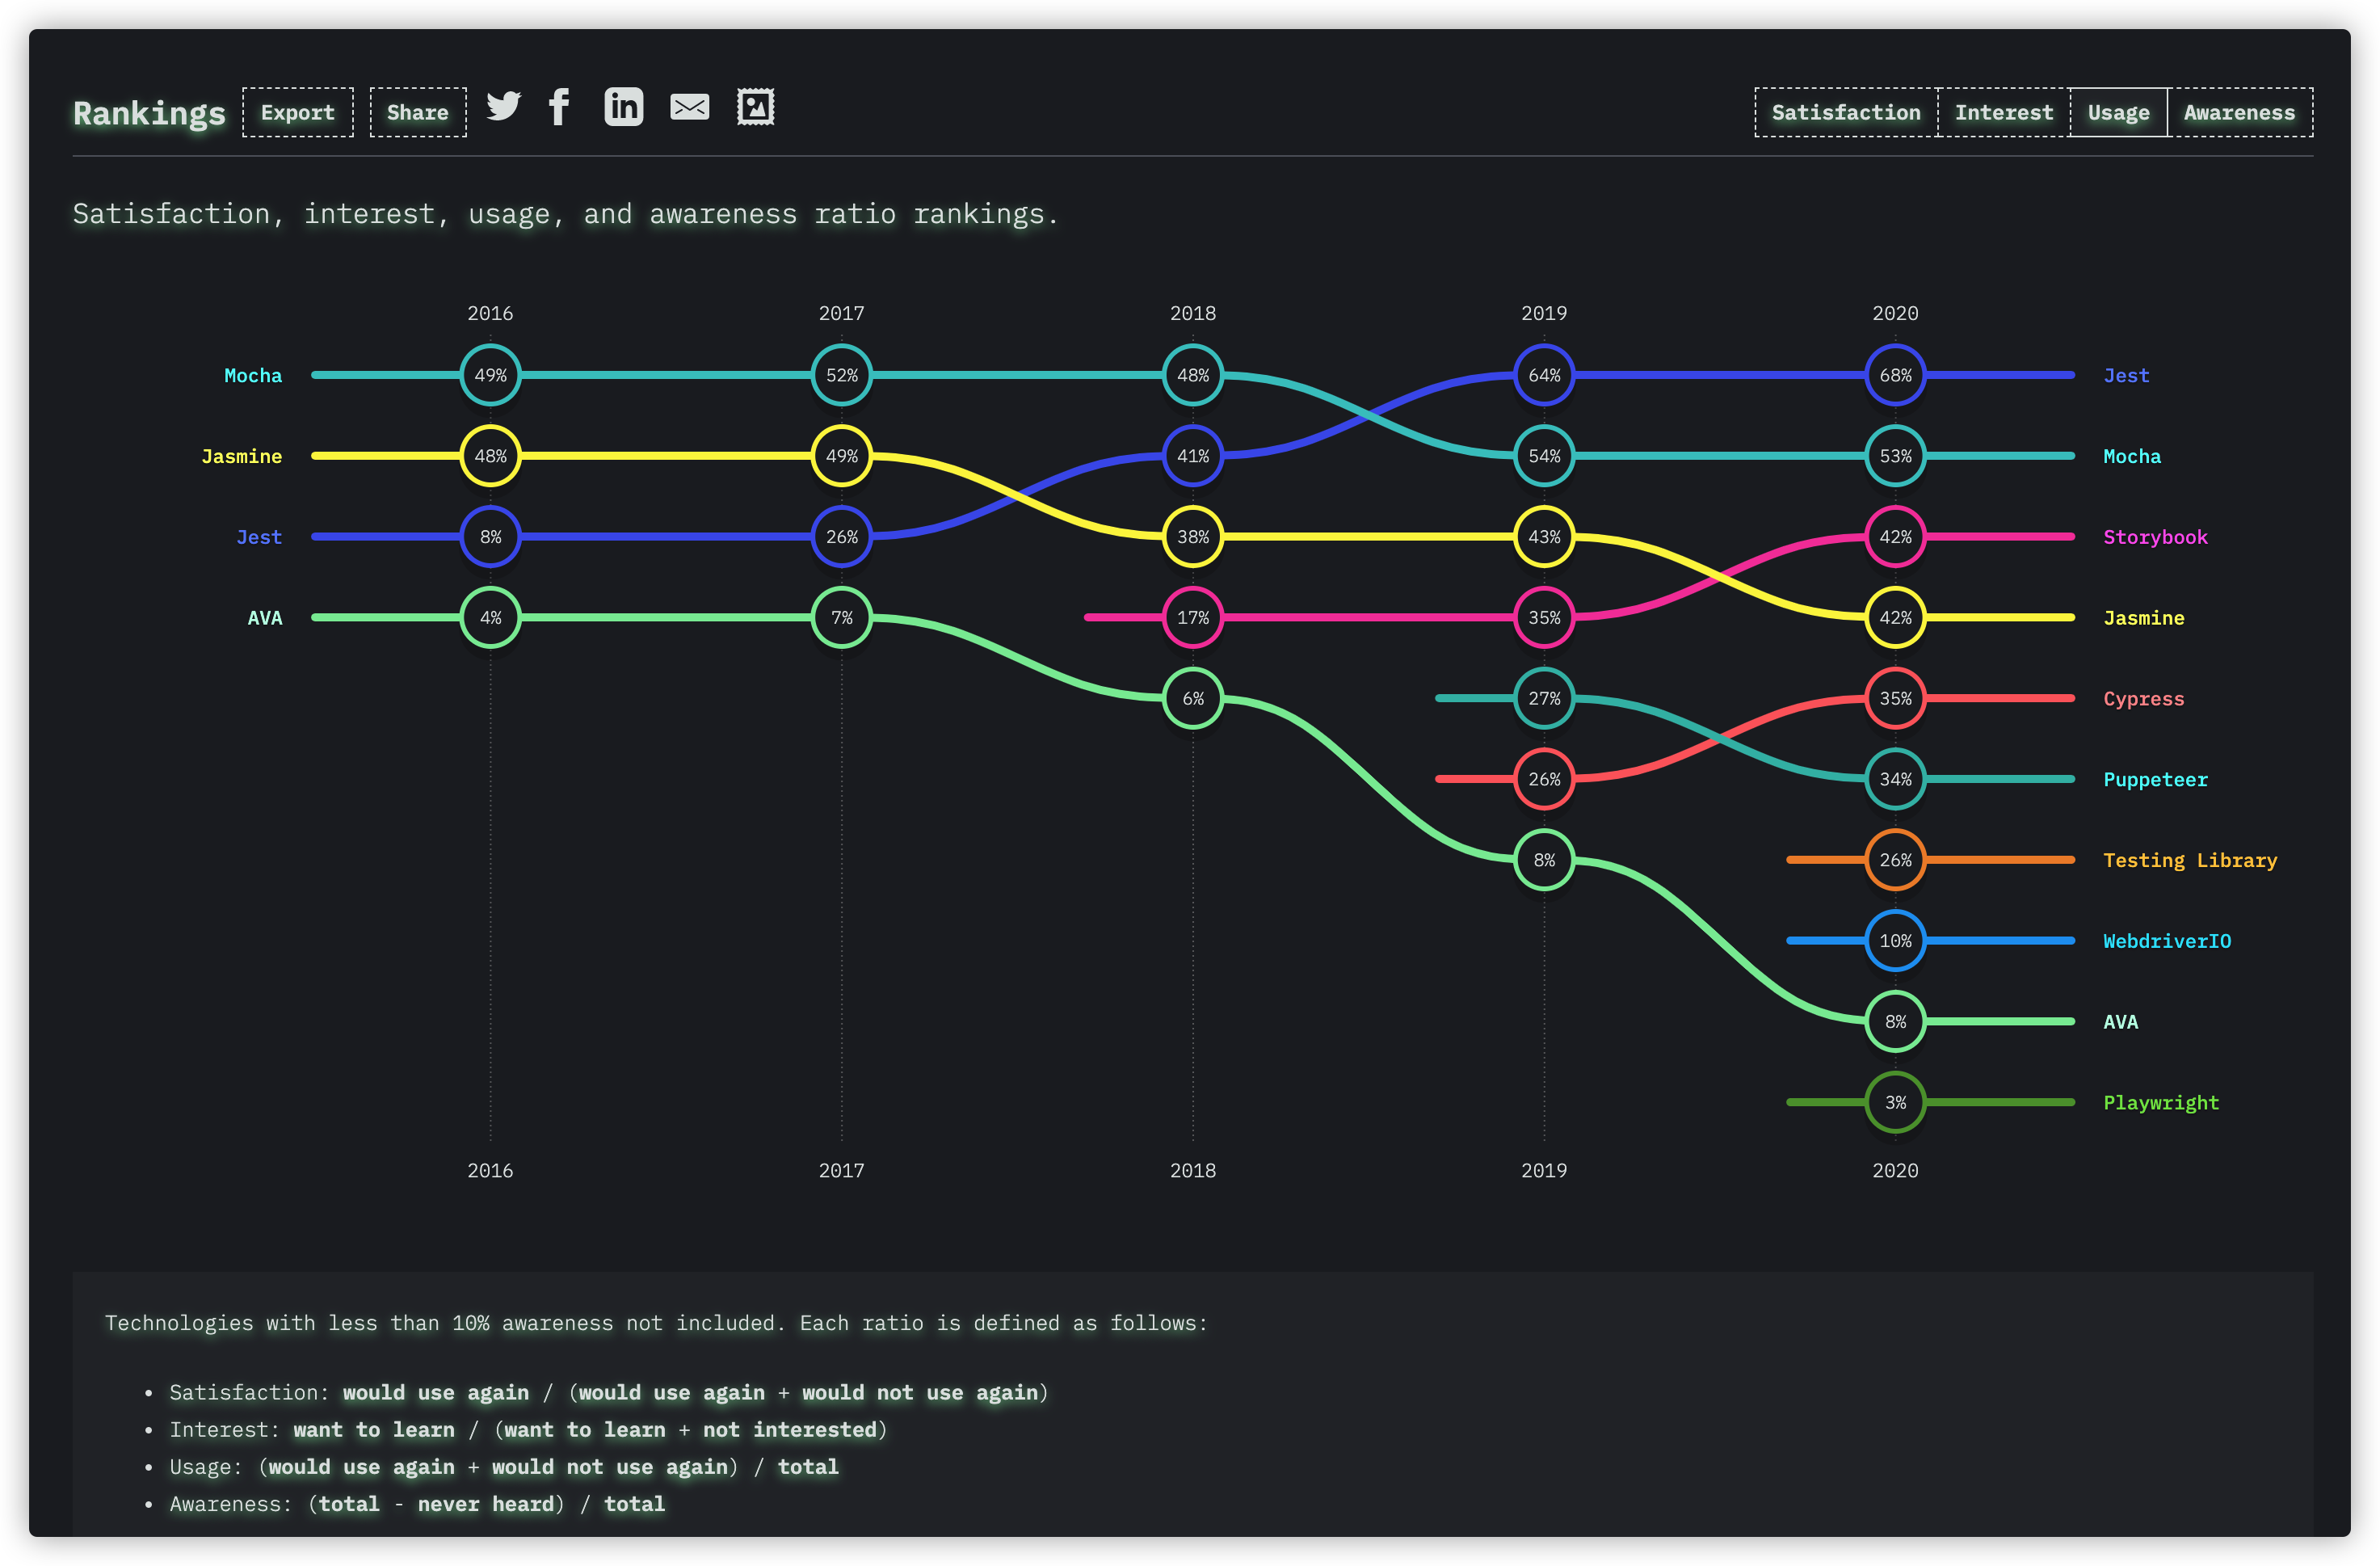 Rankings Export Share Satisfaction Interest Usage Awareness
Satisfaction, interest, usage, and awareness ratio rankings.
2016 2017 2018 2019 2020
Mocha 49% 52% 48% 64% 68% Jest
Jasmine 48% 49% 41% 54% 53% Mocha
Jest 8% 26% 38% 43% 42% Storybook
AVA 4% 7% 17% 35% 42% Jasmine
6% 27% 35% Cypress
26% 34% Puppeteer
8% 26% Testing Library
10% WebdriverIO
8% AVA
3% Playwright
2016 2017 2018 2019 2020
Technologies with less than 10% awareness not included. Each ratio is defined as follows:
• Satisfaction: would use again / (would use again + would not use again)
• Interest: want to learn / (want to learn + not interested)
• Usage: (would use again + would not use again) / total
• Awareness: (total - never heard) / total